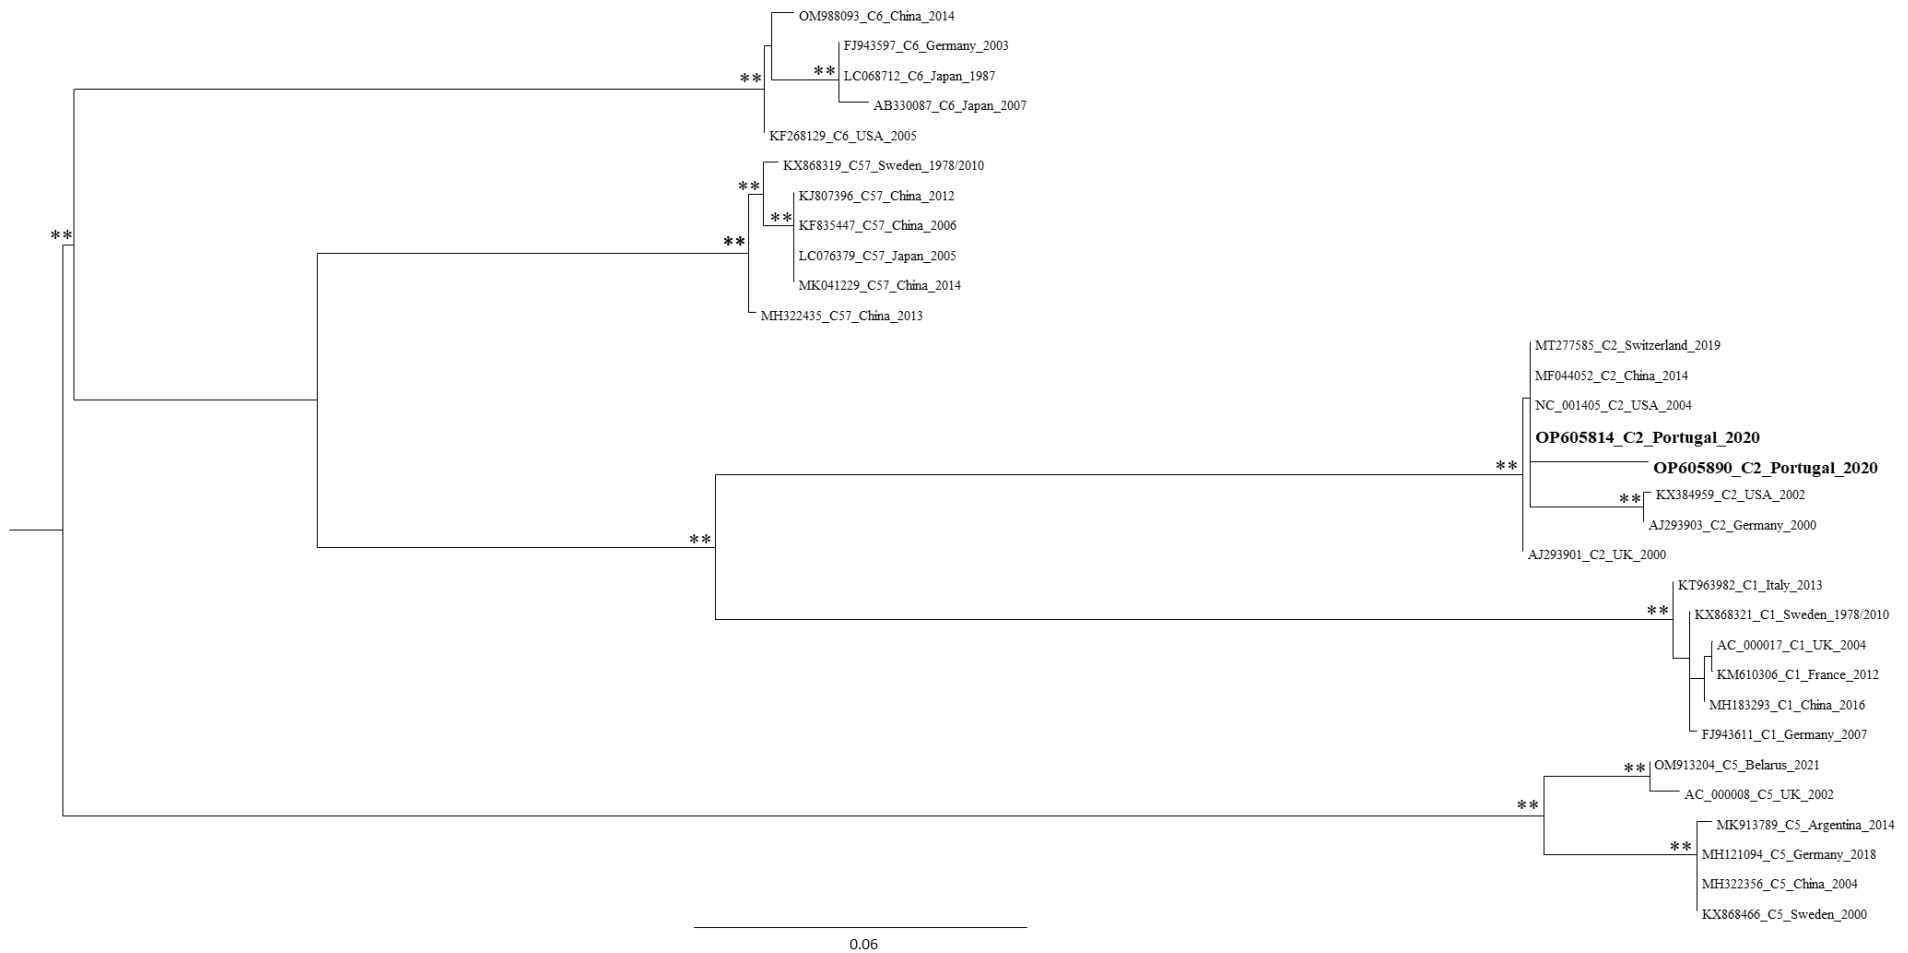 OM988093_C6_China_2014
FJ943597_C6_Germany_2003
**
**
LC068712_C6_Japan_1987
AB330087_C6_Japan_2007
KF268129_C6_USA_2005
KX868319_C57_Sweden_1978/2010
**
KJ807396_C57_China_2012
**
KF835447_C57_China_2006
**
**
LC076379_C57_Japan_2005
MK041229_C57_China_2014
MH322435_C57_China_2013
MT277585_C2_Switzerland_2019
MF044052_C2_China_2014
NC_001405_C2_USA_2004
OP605814_C2_Portugal_2020
**
OP605890_C2_Portugal_2020
**
KX384959_C2_USA_2002
AJ293903_C2_Germany_2000
**
AJ293901_C2_UK_2000
KT963982_C1_Italy_2013
**
KX868321_C1_Sweden_1978/2010
AC_000017_C1_UK_2004
KM610306_C1_France_2012
MH183293_C1_China_2016
FJ943611_C1_Germany_2007
**
OM913204_C5_Belarus_2021
AC_000008_C5_UK_2002
**
MK913789_C5_Argentina_2014
**
MH121094_C5_Germany_2018
MH322356_C5_China_2004
KX868466_C5_Sweden_2000
0.06